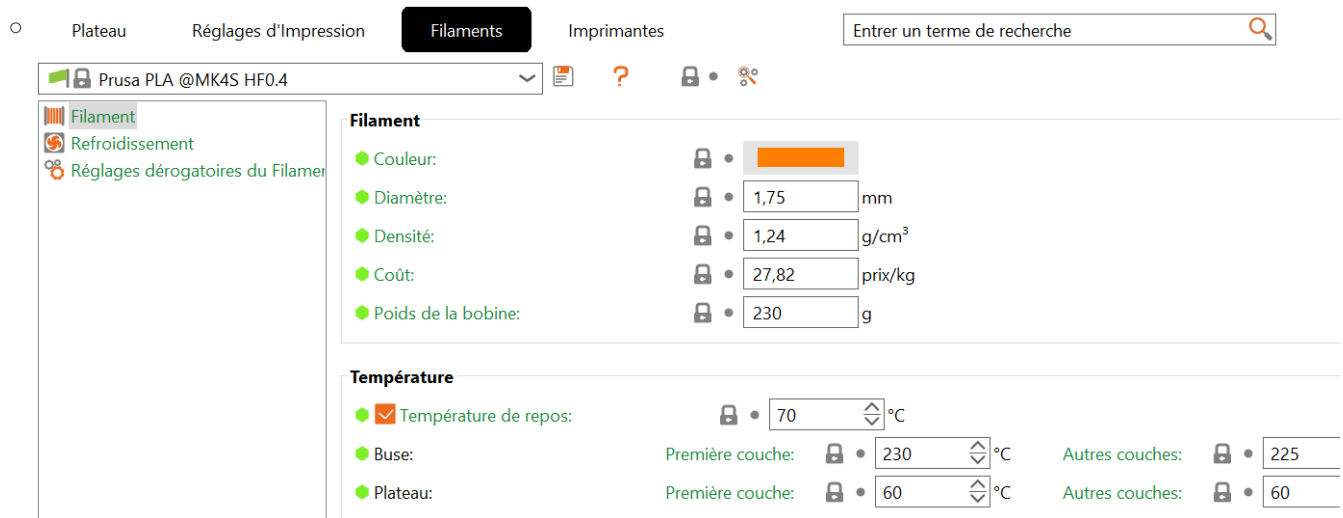 Plateau Réglages d'Impression Filaments Imprimantes Entrer un terme de recherche
Prusa PLA @MK4S HF0.4 ?
Filament
Refroidissement
Réglages dérogatoires du Filamen
Filament
Couleur:
Diamètre: 1,75 mm
Densité: 1,24 g/cm³
Coût: 27,82 prix/kg
Poids de la bobine: 230 g
Température
Température de repos: 70 °C
Buse: Première couche: 230 °C Autres couches: 225
Plateau: Première couche: 60 °C Autres couches: 60